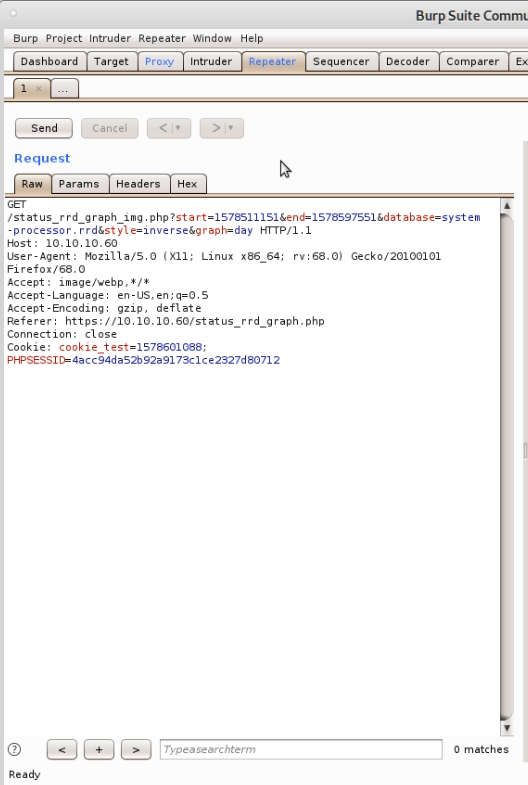 Burp Suite Commu
Burp Project Intruder Repeater Window Help
Dashboard Target Proxy Intruder Repeater Sequencer Decoder Comparer Ex
1 × ...
Send Cancel < ▾ > ▾
Request
Raw Params Headers Hex
GET
/status_rrd_graph_img.php?start=1578511151&end=1578597551&database=system
-processor.rrd&style=inverse&graph=day HTTP/1.1
Host: 10.10.10.60
User-Agent: Mozilla/5.0 (X11; Linux x86_64; rv:68.0) Gecko/20100101
Firefox/68.0
Accept: image/webp,*/*
Accept-Language: en-US,en;q=0.5
Accept-Encoding: gzip, deflate
Referer: https://10.10.10.60/status_rrd_graph.php
Connection: close
Cookie: cookie_test=1578601088;
PHPSESSID=4acc94da52b92a9173c1ce2327d80712
? < + > Typeasearchterm 0 matches
Ready